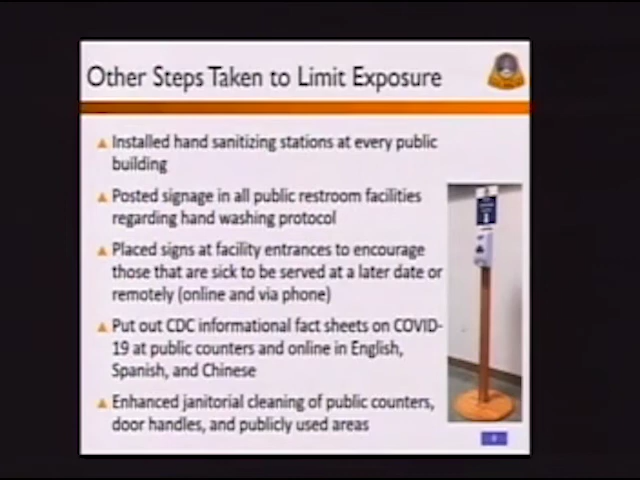 Other Steps Taken to Limit Exposure
Installed hand sanitizing stations at every public
building
Posted signage in all public restroom facilities
regarding hand washing protocol
Placed signs at facility entrances to encourage
those that are sick to be served at a later date or
remotely (online and via phone)
Put out CDC informational fact sheets on COVID-
19 at public counters and online in English,
Spanish, and Chinese
Enhanced janitorial cleaning of public counters,
door handles, and publicly used areas